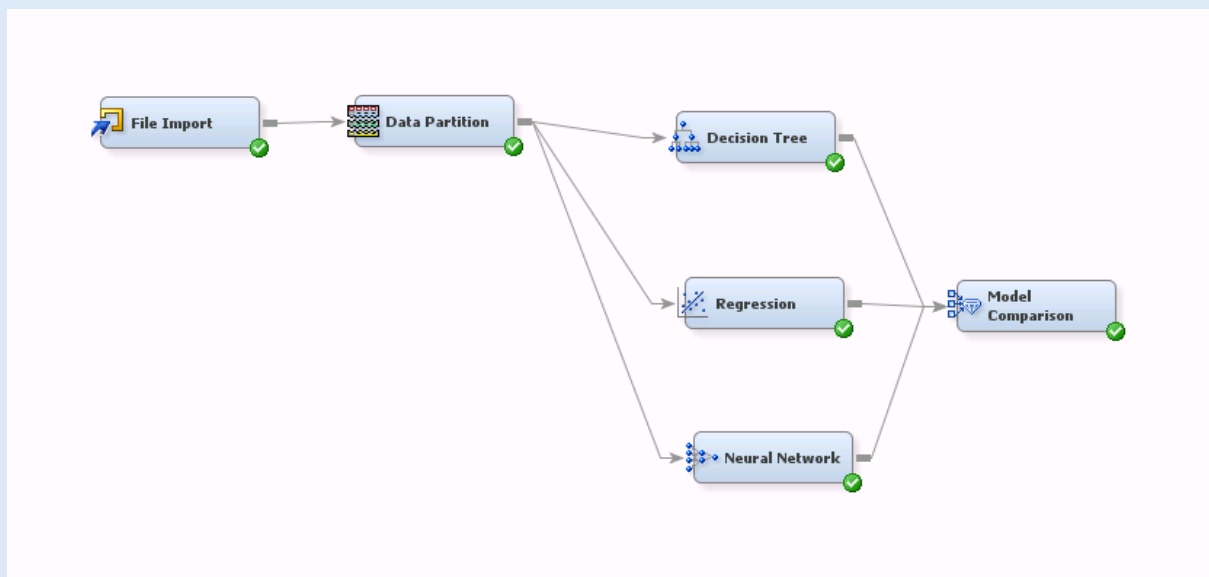 File Import
Data Partition
Decision Tree
Regression
Model
Comparison
Neural Network